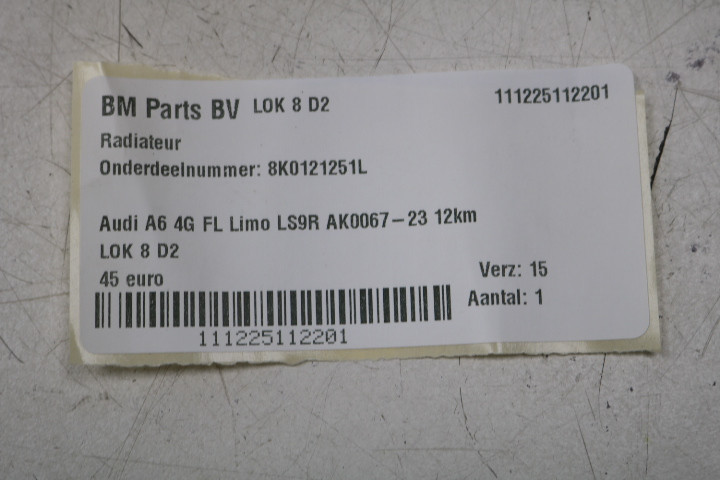 BM Parts BV LOK 8 D2 111225112201
Radiateur
Onderdeelnummer: 8K0121251L
Audi A6 4G FL Limo LS9R AK0067-23 12km
LOK 8 D2
45 euro Verz: 15
Aantal: 1
111225112201